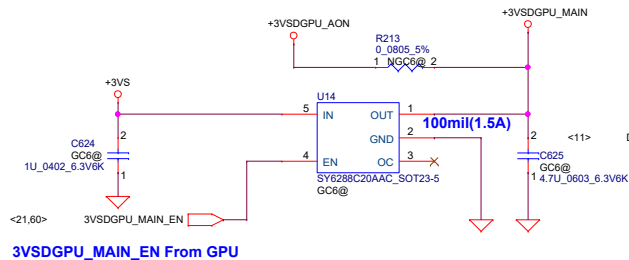 +3VSDGPU_AON
+3VSDGPU_MAIN
R213
0_0805_5%
1 NGC6@ 2
+3VS
U14
5 IN OUT 1
100mil(1.5A)
GND 2
4 EN OC 3
SY6288C20AAC_SOT23-5
GC6@
2
C624
GC6@
1U_0402_6.3V6K
1
2
<11>
D
C625
GC6@
1 4.7U_0603_6.3V6K
<21,60>
3VSDGPU_MAIN_EN
3VSDGPU_MAIN_EN From GPU